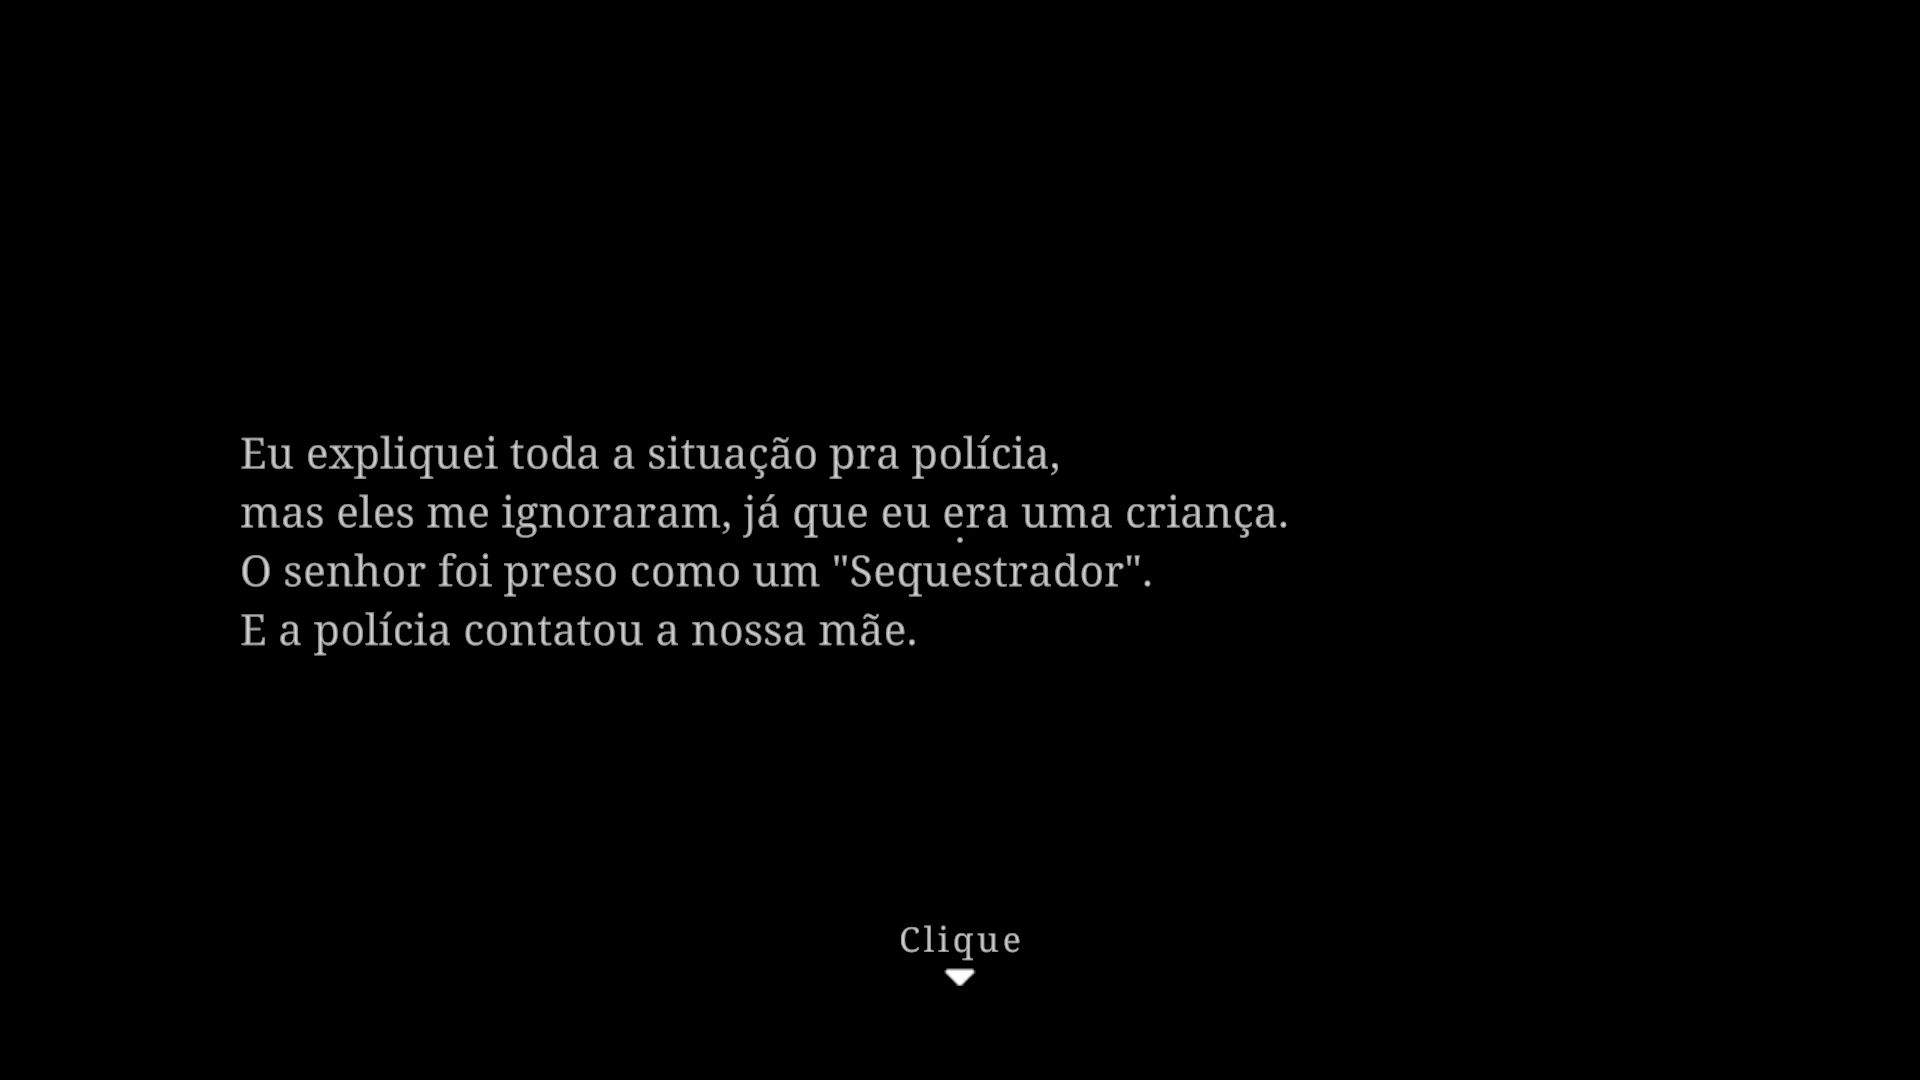 Eu expliquei toda a situação pra polícia,
mas eles me ignoraram, já que eu era uma criança.
O senhor foi preso como um "Sequestrador".
E a polícia contatou a nossa mãe.
Clique